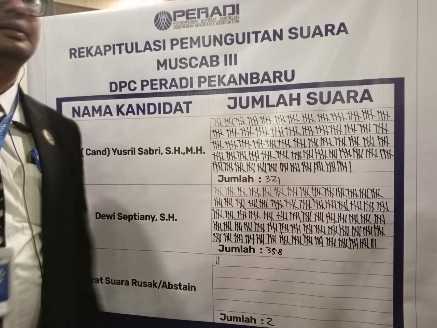 PERADI
REKAPITULASI PEMUNGUTAN SUARA
MUSCAB III
DPC PERADI PEKANBARU
NAMA KANDIDAT JUMLAH SUARA
(Cand) Yusril Sabri, S.H.,M.H.
Jumlah : 321
Dewi Septiany, S.H.
Jumlah : 358
Suara Rusak/Abstain
Jumlah : 2